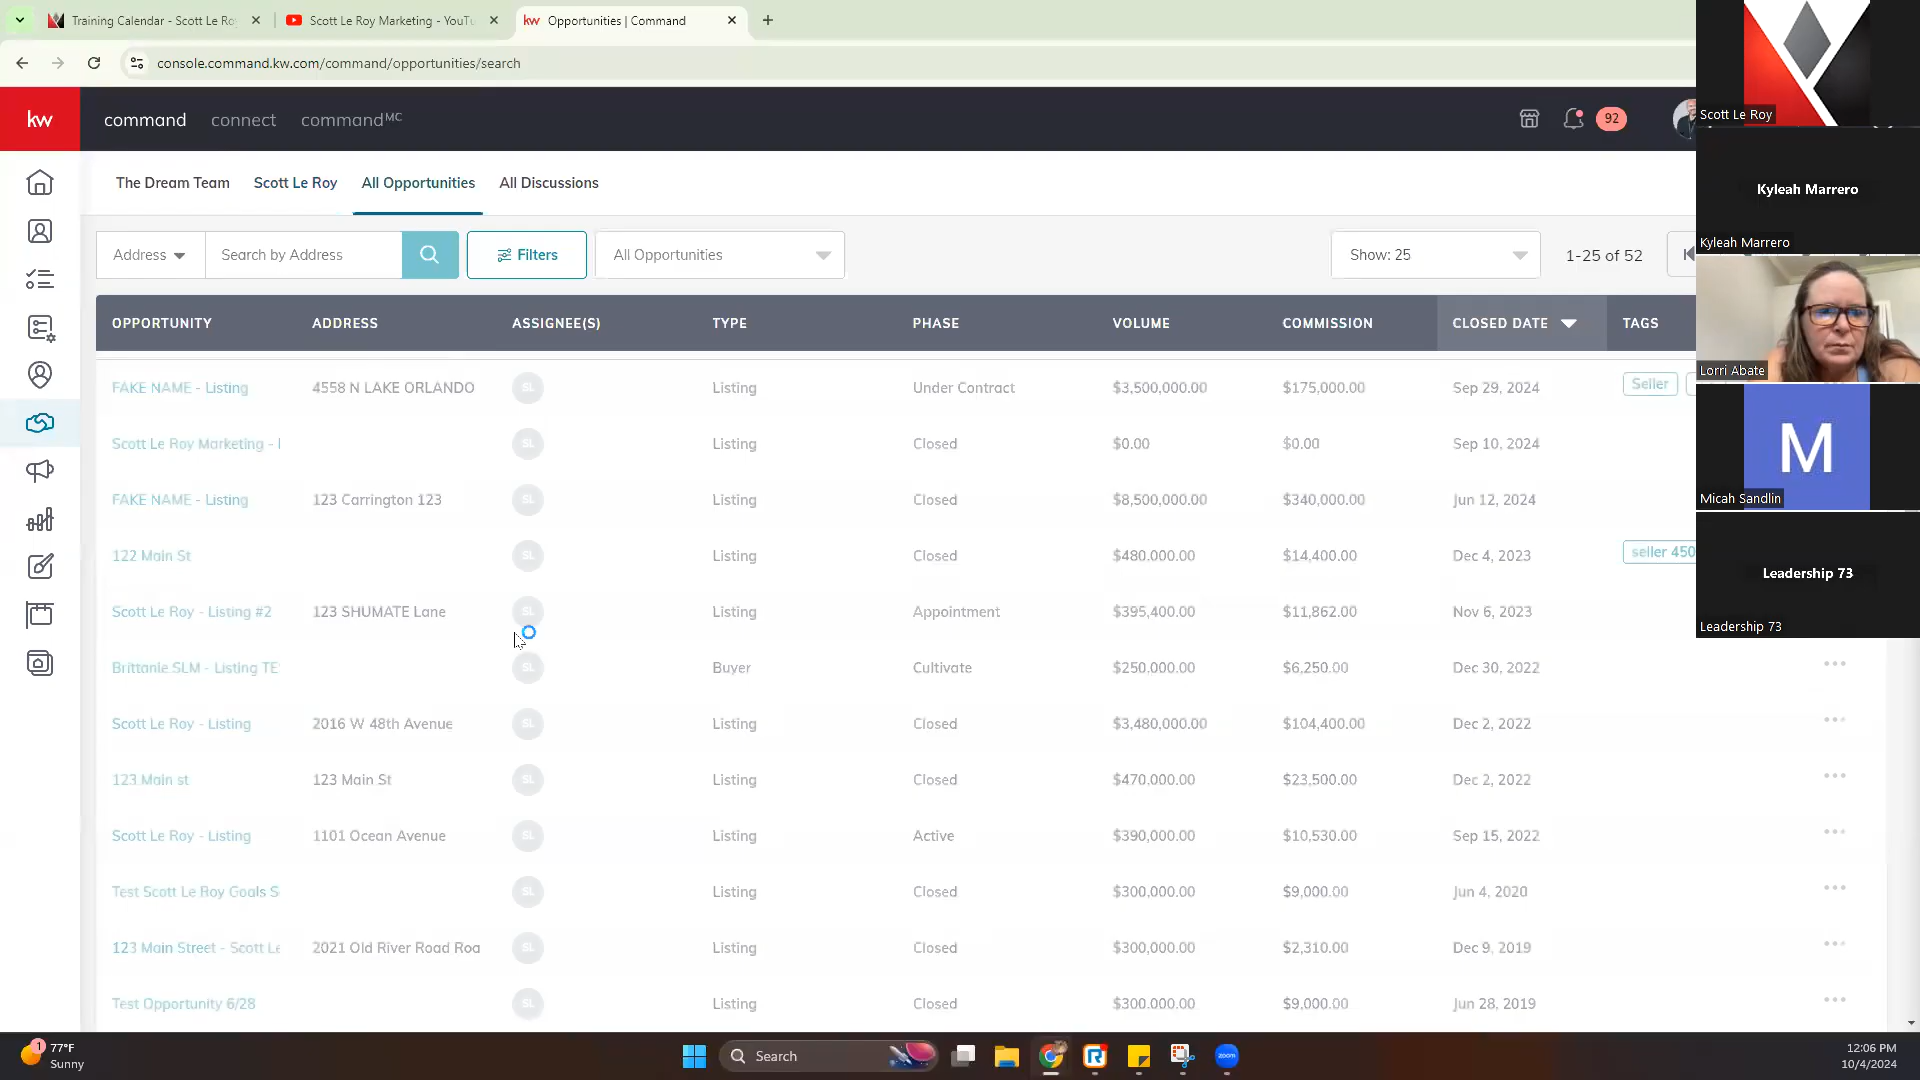 Training Calendar - Scott Le Ro
Scott Le Roy Marketing - YouTu
kw Opportunities | Command
console.command.kw.com/command/opportunities/search
kw command connect commandMC 92
The Dream Team Scott Le Roy All Opportunities All Discussions
Address Search by Address Filters All Opportunities Show: 25 1-25 of 52
OPPORTUNITY ADDRESS ASSIGNEE(S) TYPE PHASE VOLUME COMMISSION CLOSED DATE TAGS
FAKE NAME - Listing 4558 N LAKE ORLANDO SL Listing Under Contract $3,500,000.00 $175,000.00 Sep 29, 2024 Seller
Scott Le Roy Marketing - SL Listing Closed $0.00 $0.00 Sep 10, 2024
FAKE NAME - Listing 123 Carrington 123 SL Listing Closed $8,500,000.00 $340,000.00 Jun 12, 2024
122 Main St SL Listing Closed $480,000.00 $14,400.00 Dec 4, 2023 seller 450
Scott Le Roy - Listing #2 123 SHUMATE Lane SL Listing Appointment $395,400.00 $11,862.00 Nov 6, 2023
Brittanie SLM - Listing TE SL Buyer Cultivate $250,000.00 $6,250.00 Dec 30, 2022
Scott Le Roy - Listing 2016 W 48th Avenue SL Listing Closed $3,480,000.00 $104,400.00 Dec 2, 2022
123 Main st 123 Main St SL Listing Closed $470,000.00 $23,500.00 Dec 2, 2022
Scott Le Roy - Listing 1101 Ocean Avenue SL Listing Active $390,000.00 $10,530.00 Sep 15, 2022
Test Scott Le Roy Goals S SL Listing Closed $300,000.00 $9,000.00 Jun 4, 2020
123 Main Street - Scott Le 2021 Old River Road Roa SL Listing Closed $300,000.00 $2,310.00 Dec 9, 2019
Test Opportunity 6/28 SL Listing Closed $300,000.00 $9,000.00 Jun 28, 2019
Scott Le Roy
Kyleah Marrero
Kyleah Marrero
Lorri Abate
M
Micah Sandlin
Leadership 73
Leadership 73
1
77°F
Sunny
Search
zoom
12:06 PM
10/4/2024